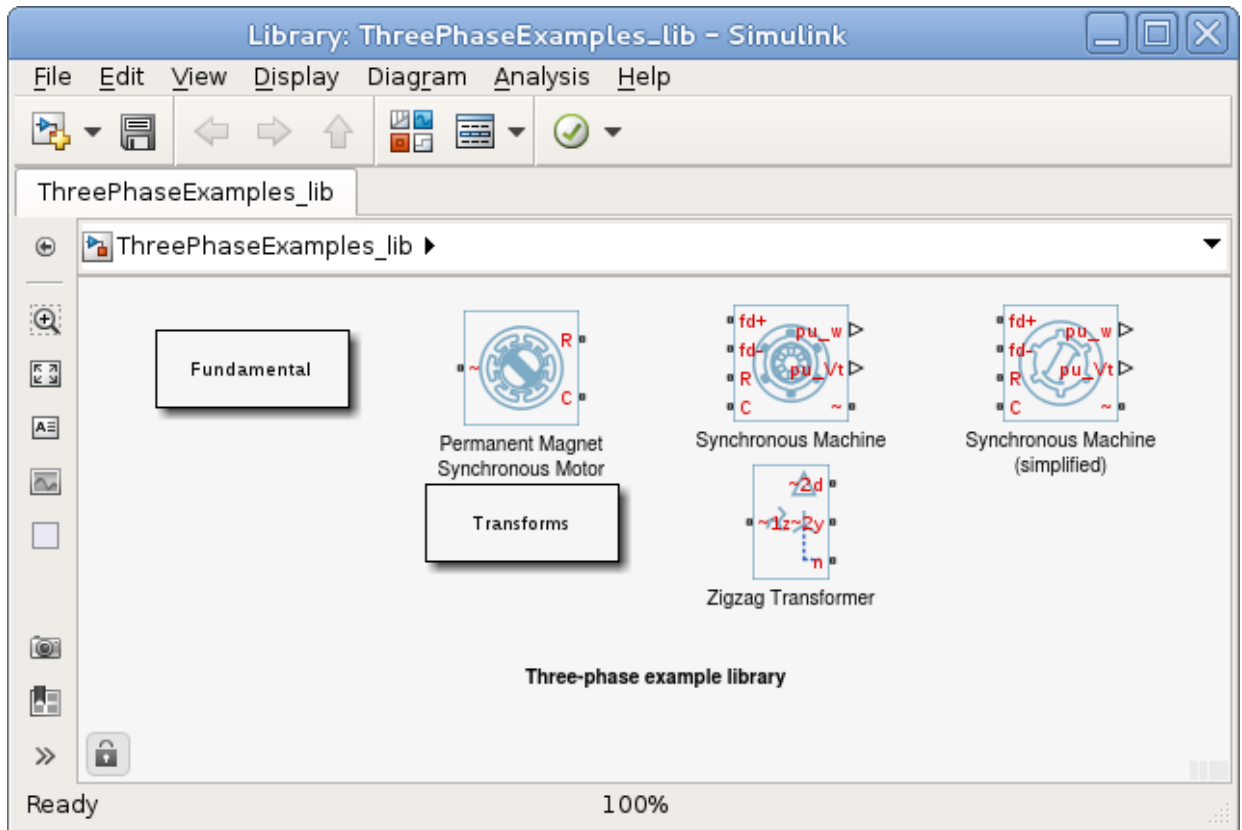 Library: ThreePhaseExamples_lib - Simulink
File Edit View Display Diagram Analysis Help
ThreePhaseExamples_lib
ThreePhaseExamples_lib
Fundamental
~ R C
Permanent Magnet
Synchronous Motor
fd+ pu_w
fd- pu_Vt
R
C ~
Synchronous Machine
fd+ pu_w
fd- pu_Vt
R
C ~
Synchronous Machine
(simplified)
Transforms
~2d
~1z ~2y
n
Zigzag Transformer
Three-phase example library
Ready 100%